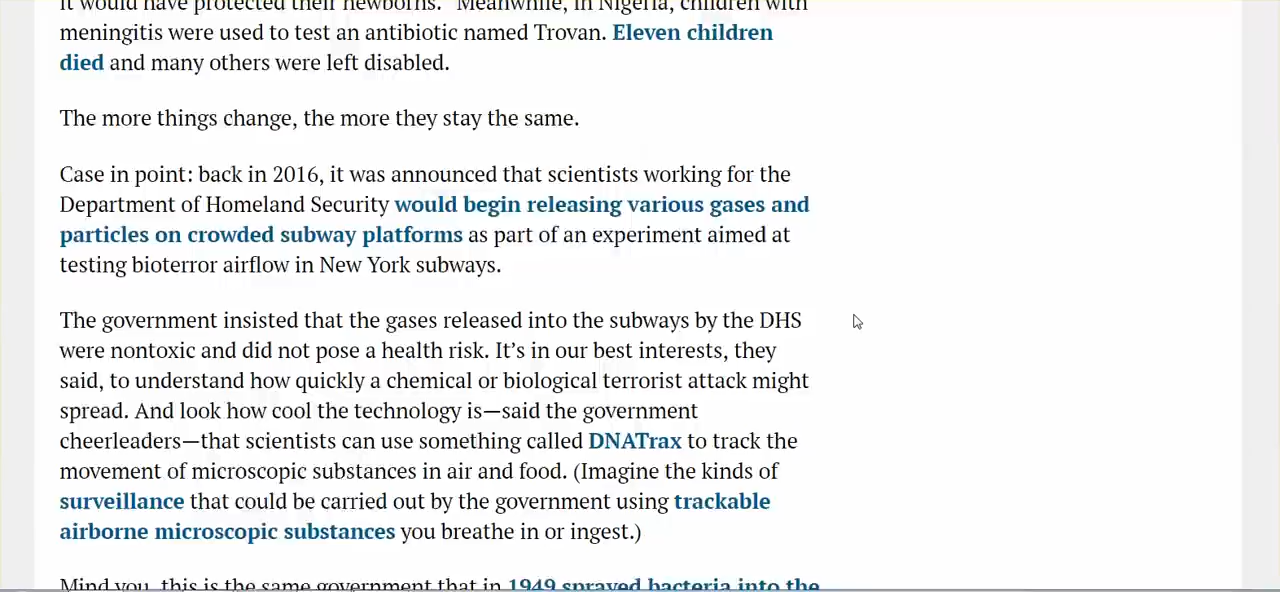 it would have protected their newborns. Meanwhile, in Nigeria, children with
meningitis were used to test an antibiotic named Trovan. Eleven children
died and many others were left disabled.
The more things change, the more they stay the same.
Case in point: back in 2016, it was announced that scientists working for the
Department of Homeland Security would begin releasing various gases and
particles on crowded subway platforms as part of an experiment aimed at
testing bioterror airflow in New York subways.
The government insisted that the gases released into the subways by the DHS
were nontoxic and did not pose a health risk. It’s in our best interests, they
said, to understand how quickly a chemical or biological terrorist attack might
spread. And look how cool the technology is—said the government
cheerleaders—that scientists can use something called DNATrax to track the
movement of microscopic substances in air and food. (Imagine the kinds of
surveillance that could be carried out by the government using trackable
airborne microscopic substances you breathe in or ingest.)
Mind you, this is the same government that in 1949 sprayed bacteria into the